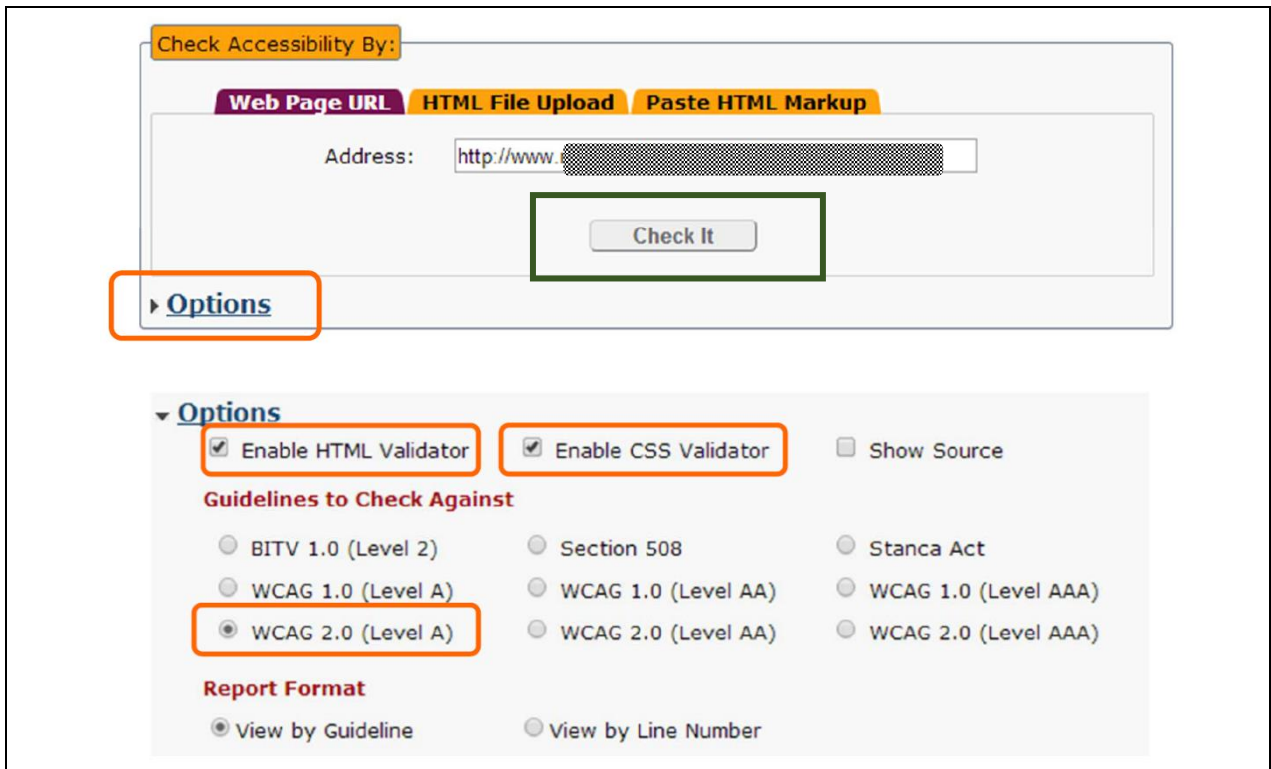 Check Accessibility By:
Web Page URL HTML File Upload Paste HTML Markup
Address: http://www.
Check It
Options
Options
Enable HTML Validator Enable CSS Validator Show Source
Guidelines to Check Against
BITV 1.0 (Level 2) Section 508 Stanca Act
WCAG 1.0 (Level A) WCAG 1.0 (Level AA) WCAG 1.0 (Level AAA)
WCAG 2.0 (Level A) WCAG 2.0 (Level AA) WCAG 2.0 (Level AAA)
Report Format
View by Guideline View by Line Number